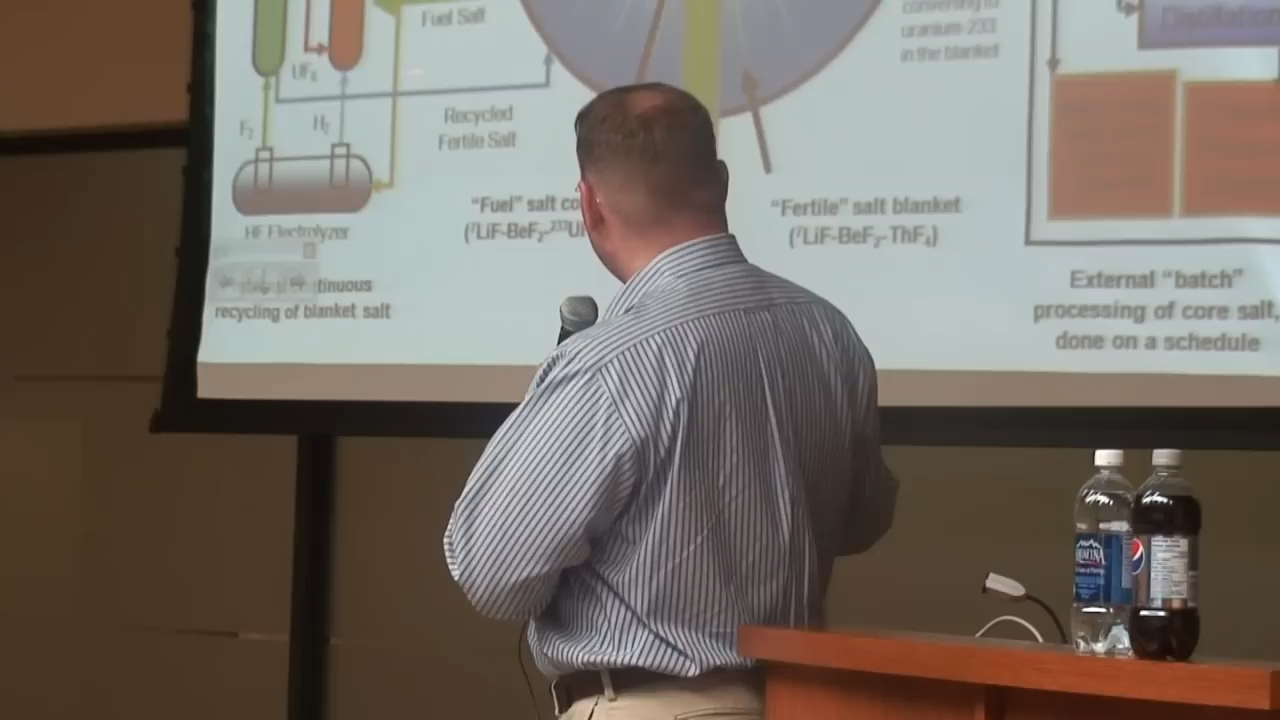 Fuel Salt
converting to
uranium-233
in the blanket
Distillation
UF₆
F₂
H₂
Recycled
Fertile Salt
HF Electrolyzer
"Fuel" salt co
(⁷LiF-BeF₂-²³³U
"Fertile" salt blanket
(⁷LiF-BeF₂-ThF₄)
tinuous
recycling of blanket salt
External "batch"
processing of core salt,
done on a schedule
AQUAFINA